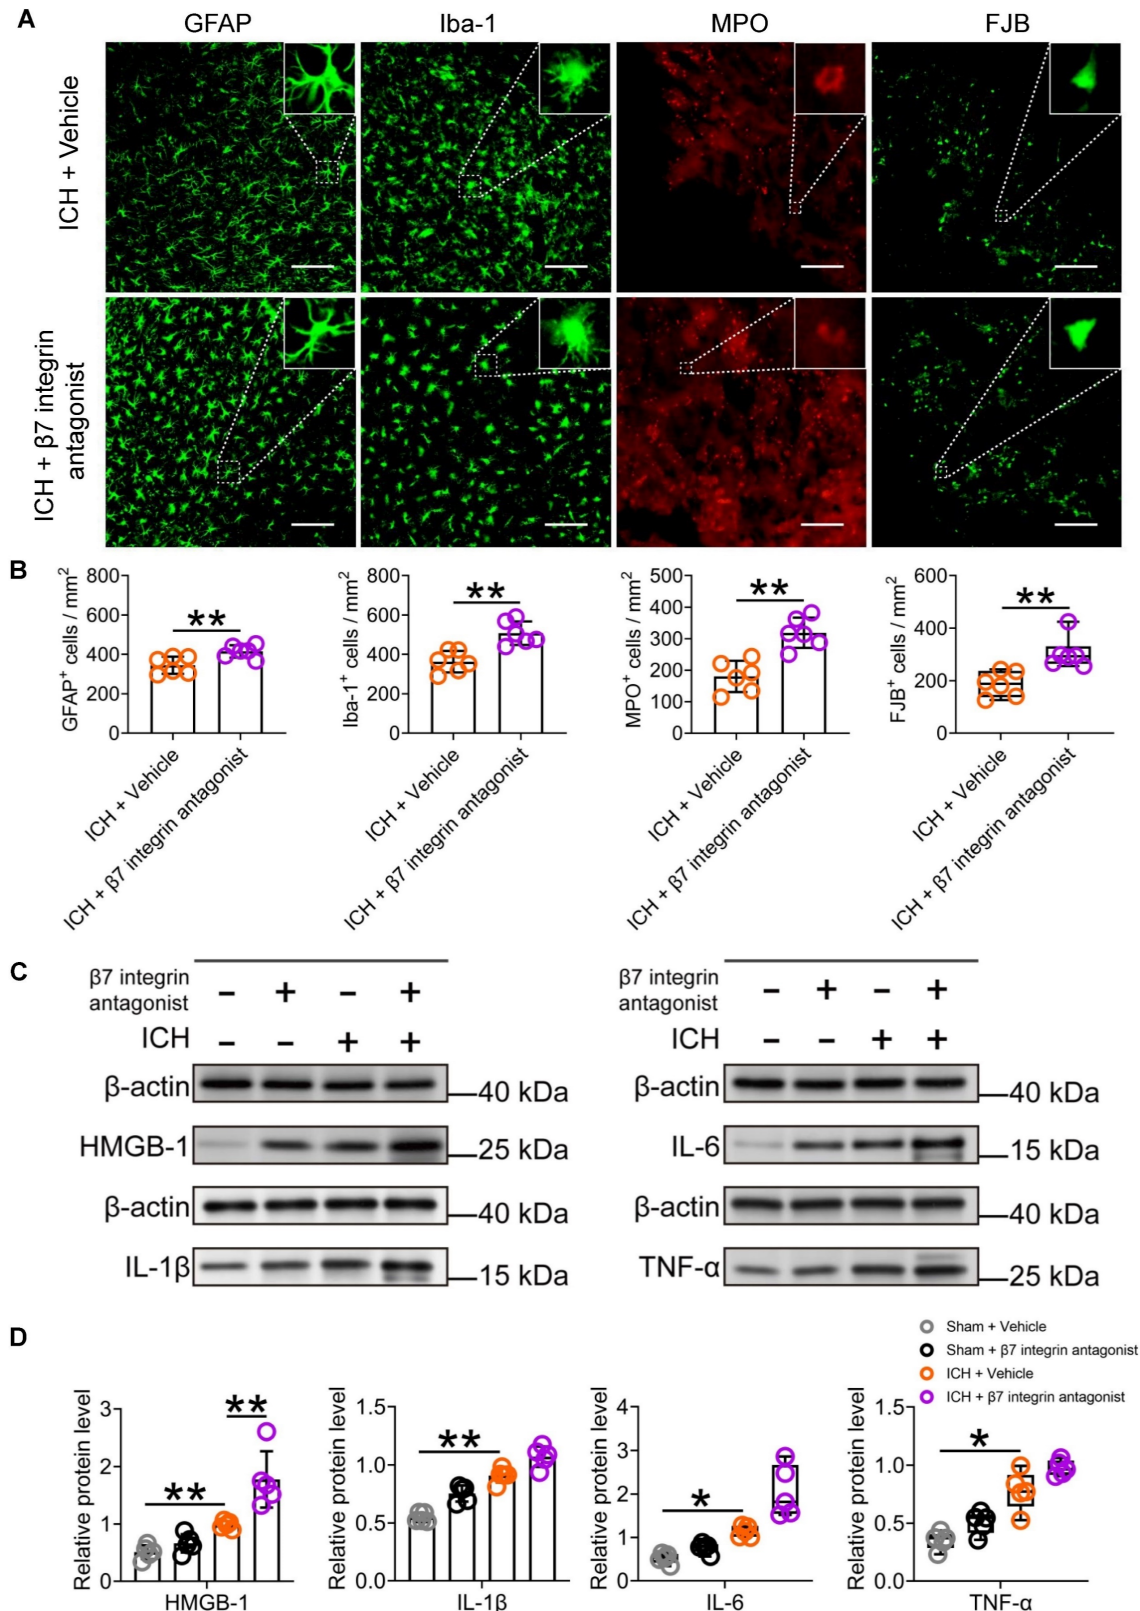 A
GFAP Iba-1 MPO FJB
ICH + Vehicle
ICH + β7 integrin
antagonist
B
GFAP+ cells / mm2
800
600
400
200
0
**
ICH + Vehicle
ICH + β7 integrin antagonist
Iba-1+ cells / mm2
800
600
400
200
0
**
ICH + Vehicle
ICH + β7 integrin antagonist
MPO+ cells / mm2
500
400
300
200
100
0
**
ICH + Vehicle
ICH + β7 integrin antagonist
FJB+ cells / mm2
600
400
200
0
**
ICH + Vehicle
ICH + β7 integrin antagonist
C
β7 integrin
antagonist
− + − +
ICH − − + +
β-actin 40 kDa
HMGB-1 25 kDa
β-actin 40 kDa
IL-1β 15 kDa
β7 integrin
antagonist
− + − +
ICH − − + +
β-actin 40 kDa
IL-6 15 kDa
β-actin 40 kDa
TNF-α 25 kDa
D
Sham + Vehicle
Sham + β7 integrin antagonist
ICH + Vehicle
ICH + β7 integrin antagonist
Relative protein level
3
2
1
0
**
**
HMGB-1
Relative protein level
1.5
1.0
0.5
0.0
**
IL-1β
Relative protein level
4
3
2
1
0
*
IL-6
Relative protein level
1.5
1.0
0.5
0.0
*
TNF-α